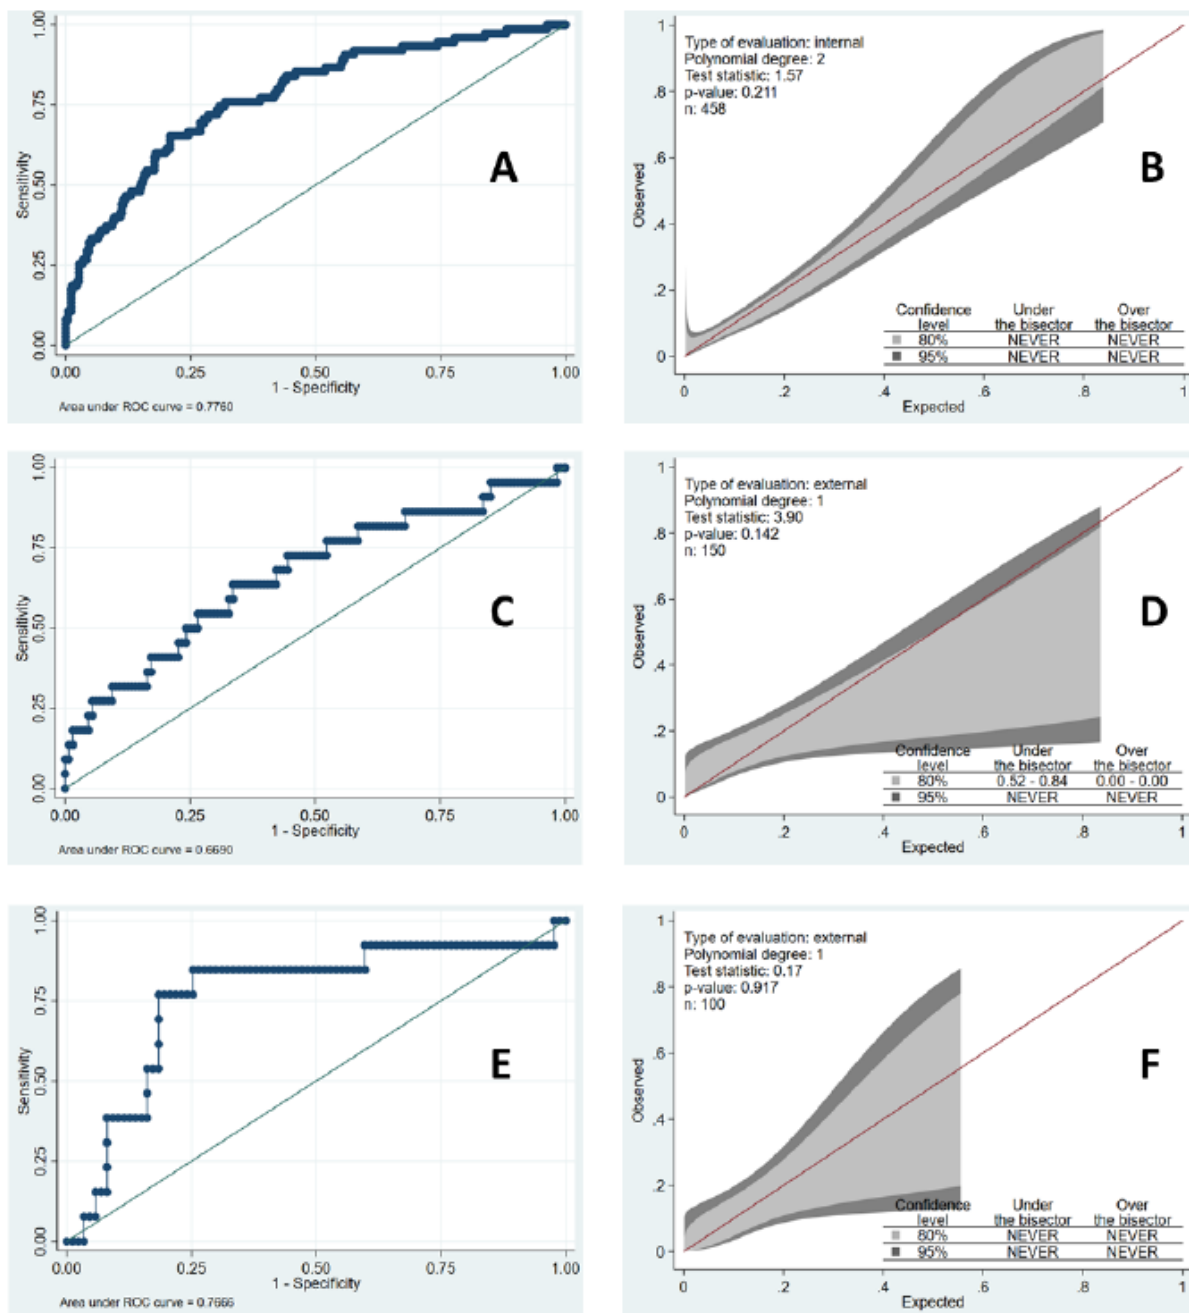 1.00
0.75
Sensitivity
0.50
0.25
0.00
A
0.00 0.25 0.50 0.75 1.00
1 - Specificity
Area under ROC curve = 0.7760
Type of evaluation: internal
Polynomial degree: 2
Test statistic: 1.57
p-value: 0.211
n: 458
1
.8
.6
Observed
.4
.2
0
B
Confidence Under Over
level the bisector the bisector
80% NEVER NEVER
95% NEVER NEVER
0 .2 .4 .6 .8 1
Expected
1.00
0.75
Sensitivity
0.50
0.25
0.00
C
0.00 0.25 0.50 0.75 1.00
1 - Specificity
Area under ROC curve = 0.6690
Type of evaluation: external
Polynomial degree: 1
Test statistic: 3.90
p-value: 0.142
n: 150
1
.8
.6
Observed
.4
.2
0
D
Confidence Under Over
level the bisector the bisector
80% 0.52 - 0.84 0.00 - 0.00
95% NEVER NEVER
0 .2 .4 .6 .8 1
Expected
1.00
0.75
Sensitivity
0.50
0.25
0.00
E
0.00 0.25 0.50 0.75 1.00
1 - Specificity
Area under ROC curve = 0.7665
Type of evaluation: external
Polynomial degree: 1
Test statistic: 0.17
p-value: 0.917
n: 100
1
.8
.6
Observed
.4
.2
0
F
Confidence Under Over
level the bisector the bisector
80% NEVER NEVER
95% NEVER NEVER
0 .2 .4 .6 .8 1
Expected